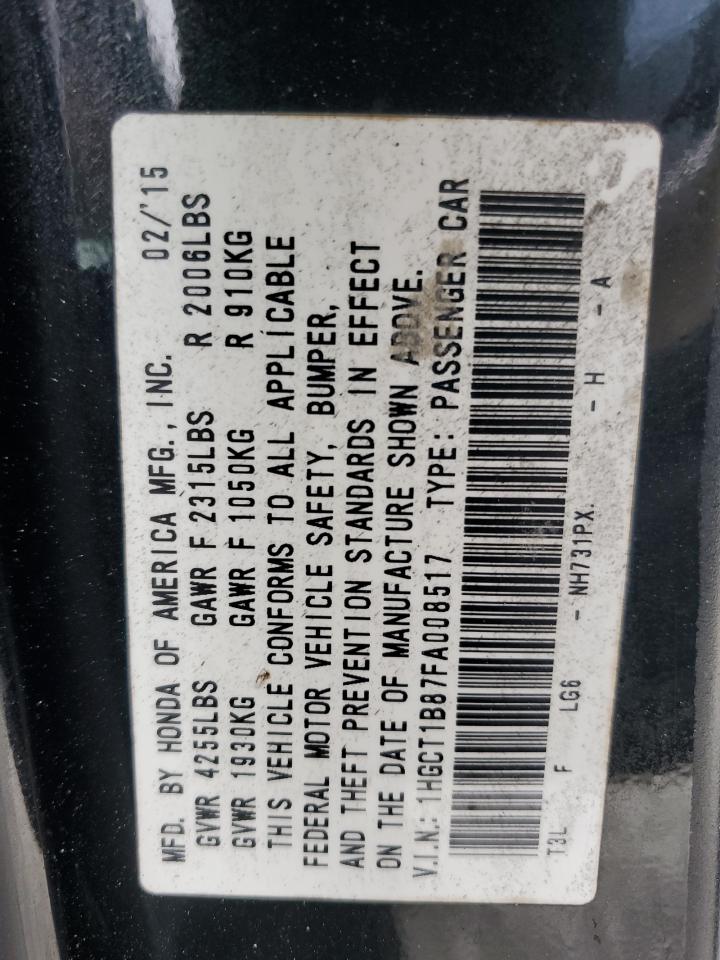 MFD. BY HONDA OF AMERICA MFG., INC. 02/'15
GVWR 4255LBS GAWR F 2315LBS R 2006LBS
GVWR 1930KG GAWR F 1050KG R 910KG
THIS VEHICLE CONFORMS TO ALL APPLICABLE
FEDERAL MOTOR VEHICLE SAFETY, BUMPER,
AND THEFT PREVENTION STANDARDS IN EFFECT
ON THE DATE OF MANUFACTURE SHOWN ABOVE.
V.I.N.: 1HGCT1B87FA008517 TYPE: PASSENGER CAR
T3L F LG6 - NH731PX. - H - A